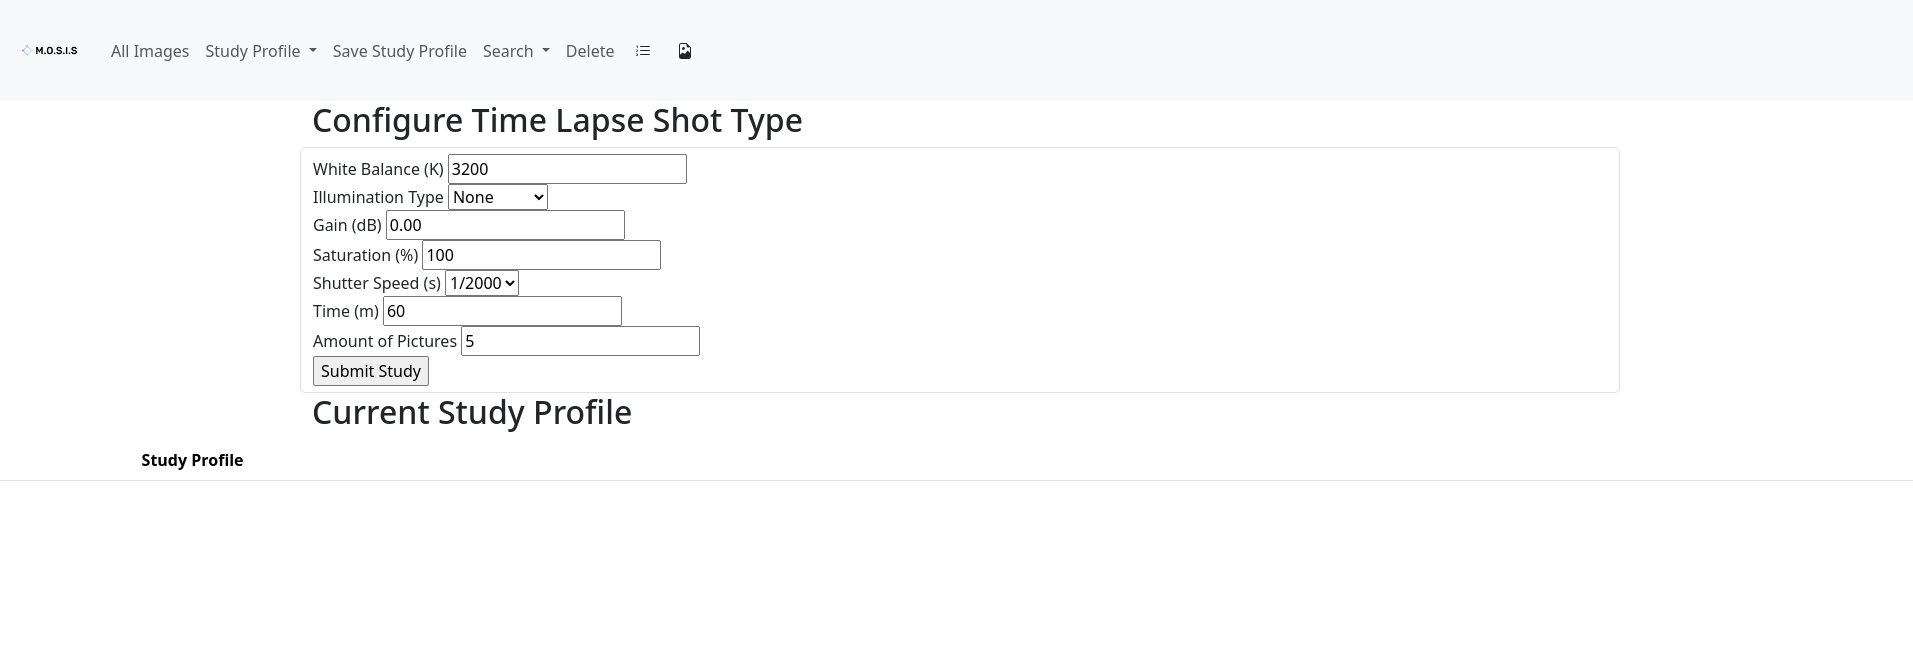 M.O.S.I.S All Images Study Profile Save Study Profile Search Delete
Configure Time Lapse Shot Type
White Balance (K) 3200
Illumination Type None
Gain (dB) 0.00
Saturation (%) 100
Shutter Speed (s) 1/2000
Time (m) 60
Amount of Pictures 5
Submit Study
Current Study Profile
Study Profile